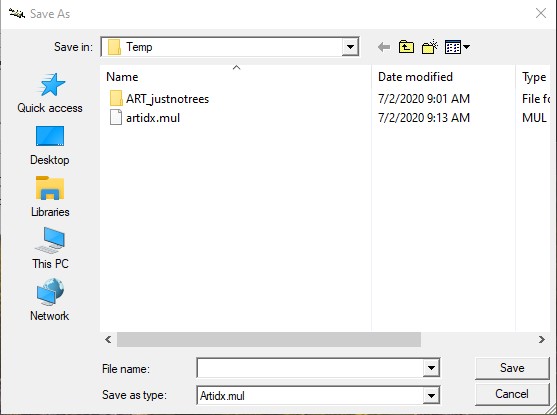 Save As
Save in: Temp
Name Date modified Type
ART_justnotrees 7/2/2020 9:01 AM File fo
artidx.mul 7/2/2020 9:13 AM MUL
Quick access
Desktop
Libraries
This PC
Network
File name: Save
Save as type: Artidx.mul Cancel